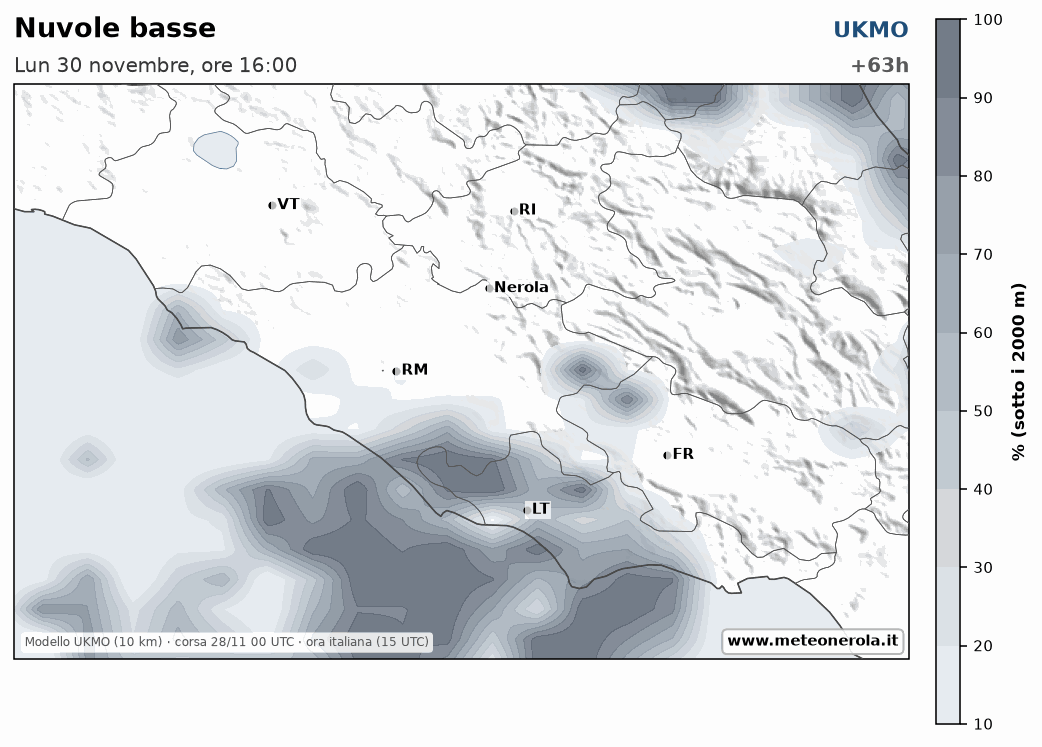 Nuvole basse
UKMO
Lun 30 novembre, ore 16:00
+63h
VT
RI
Nerola
RM
FR
LT
Modello UKMO (10 km) · corsa 28/11 00 UTC · ora italiana (15 UTC)
www.meteonerola.it
100
90
80
70
60
50
40
30
20
10
% (sotto i 2000 m)